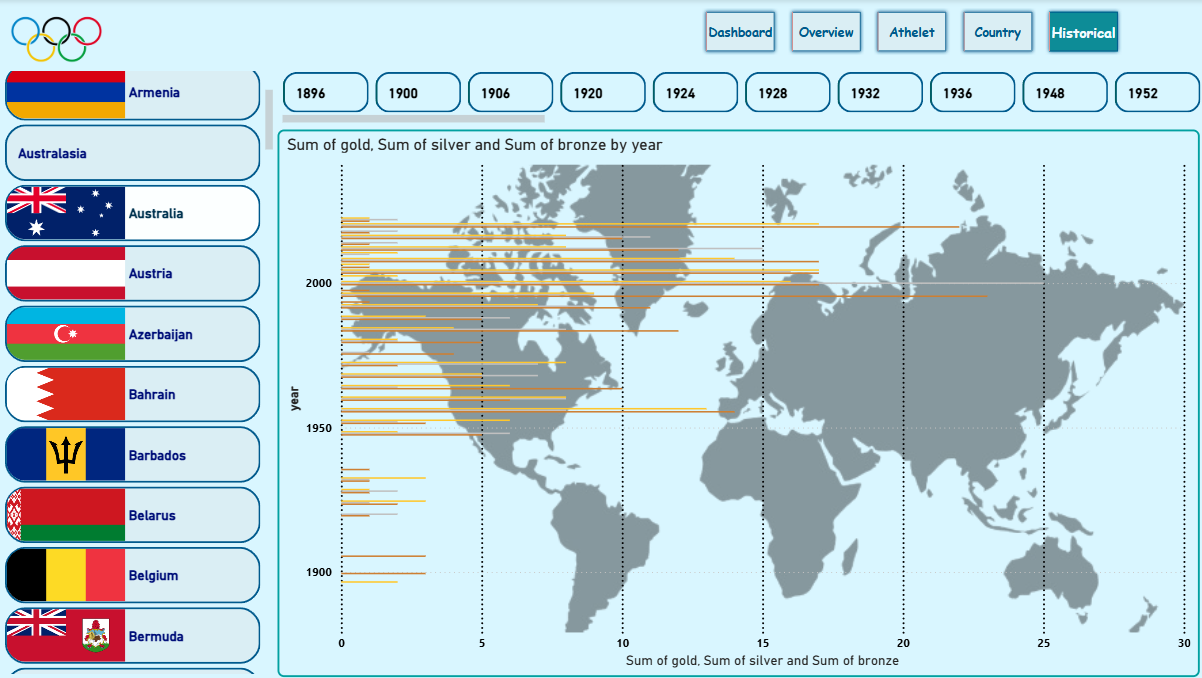 Dashboard
Overview
Athelet
Country
Historical
Armenia
Australasia
Australia
Austria
Azerbaijan
Bahrain
Barbados
Belarus
Belgium
Bermuda
1896
1900
1906
1920
1924
1928
1932
1936
1948
1952
Sum of gold, Sum of silver and Sum of bronze by year
year
2000
1950
1900
0
5
10
15
20
25
30
Sum of gold, Sum of silver and Sum of bronze